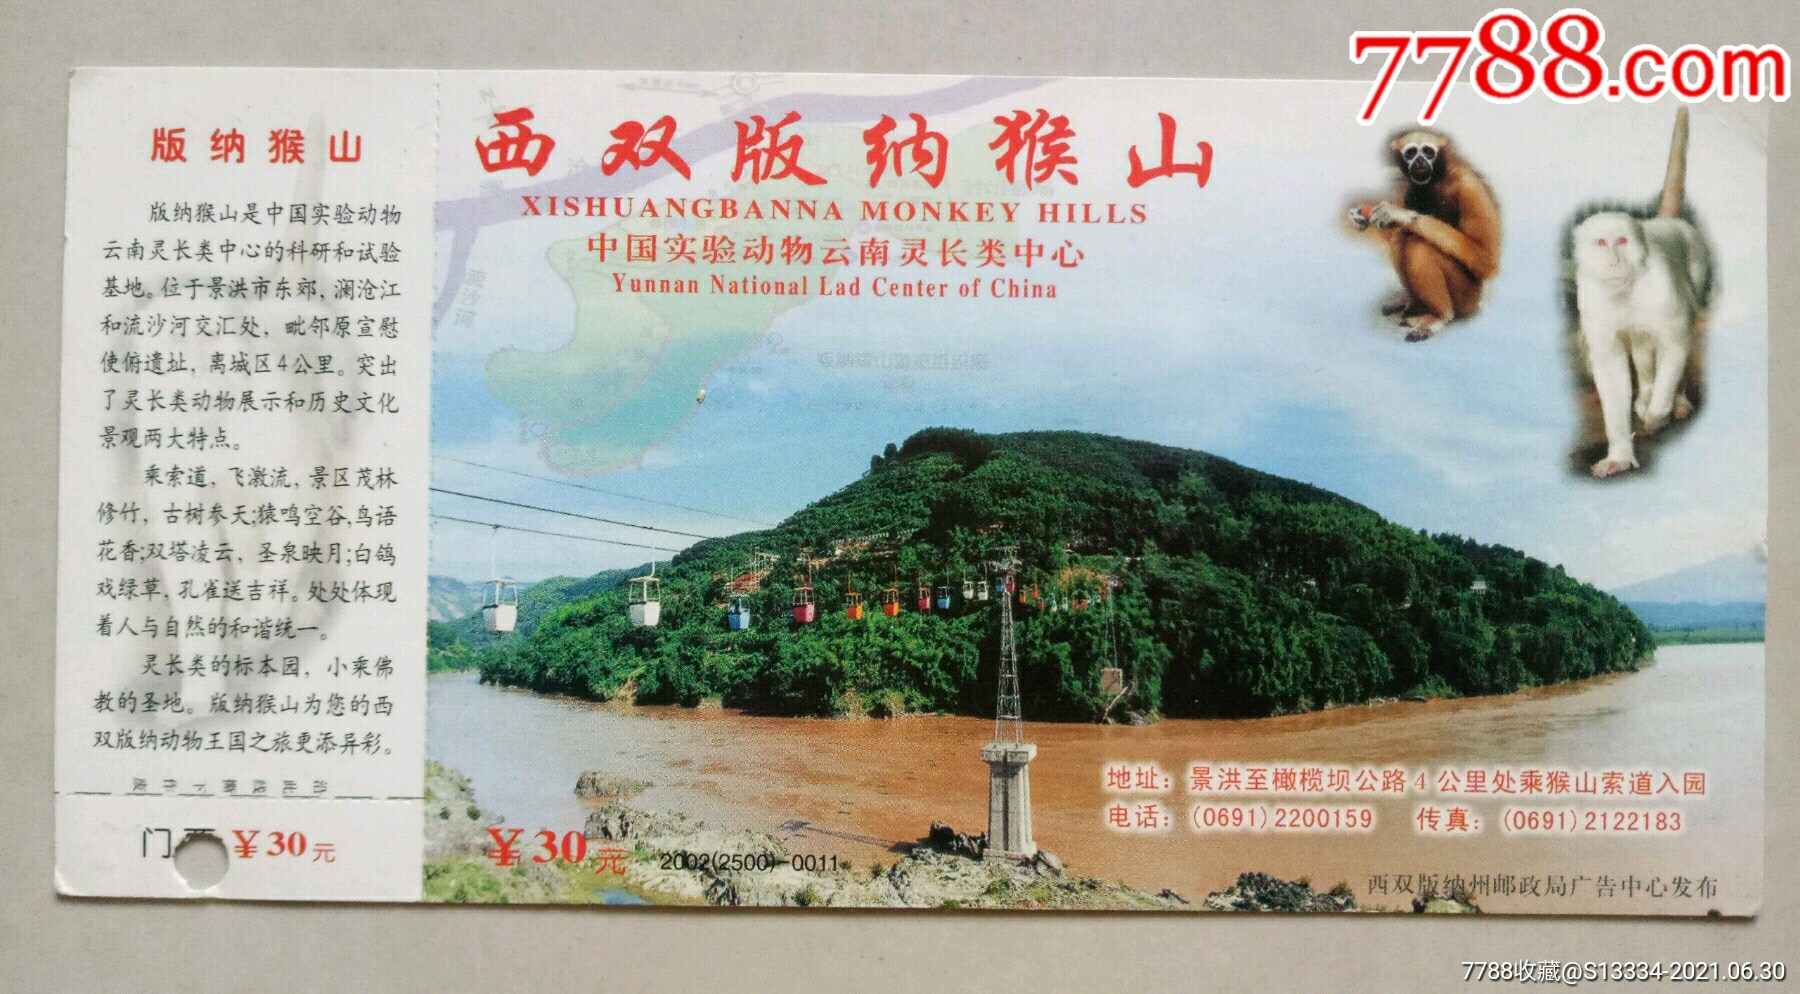 7788.com
版纳猴山
版纳猴山是中国实验动物
云南灵长类中心的科研和试验
基地。位于景洪市东郊，澜沧江
和流沙河交汇处，毗邻原宣慰
使俯遗址，离城区4公里。突出
了灵长类动物展示和历史文化
景观两大特点。
乘索道，飞激流，景区茂林
修竹，古树参天;猿鸣空谷,鸟语
花香;双塔凌云，圣泉映月;白鸽
戏绿草，孔雀送吉祥。处处体现
着人与自然的和谐统一。
灵长类的标本园，小乘佛
教的圣地。版纳猴山为您的西
双版纳动物王国之旅更添异彩。
门票¥30元
西双版纳猴山
XISHUANGBANNA MONKEY HILLS
中国实验动物云南灵长类中心
Yunnan National Lad Center of China
地址：景洪至橄榄坝公路4公里处乘猴山索道入园
电话：(0691)2200159 传真：(0691)2122183
¥30元 2002(2500)-0011
西双版纳州邮政局广告中心发布
7788收藏@S13334-2021.06.30